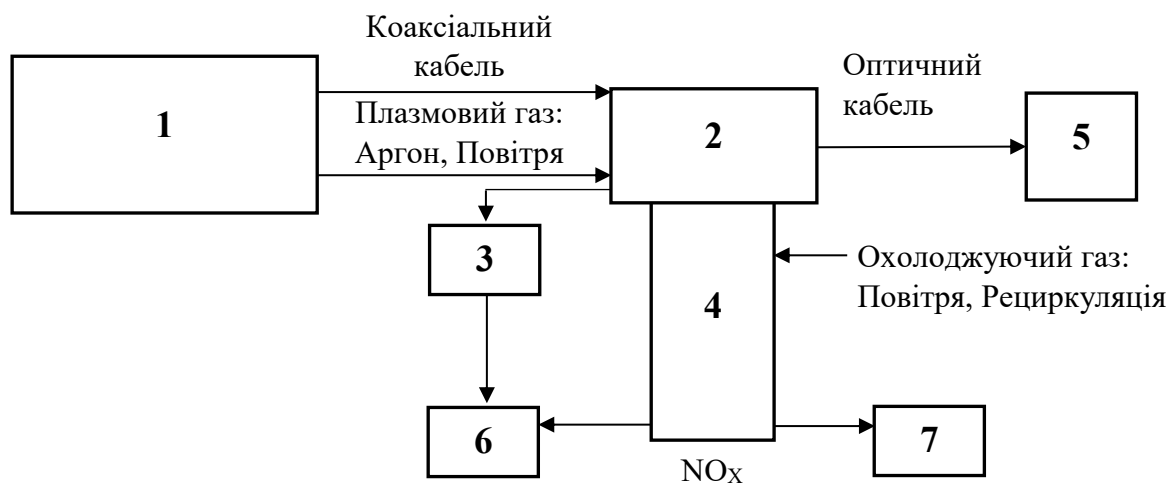 Коаксіальний
кабель
Оптичний
кабель
1
Плазмовий газ:
Аргон, Повітря
2
5
3
Охолоджуючий газ:
Повітря, Рециркуляція
4
6
7
NOX